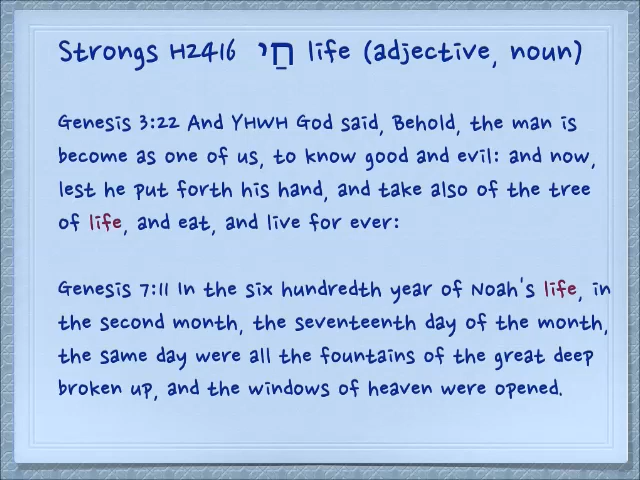 Strongs H2416 חַי life (adjective, noun)
Genesis 3:22 And YHWH God said, Behold, the man is
become as one of us, to know good and evil: and now,
lest he put forth his hand, and take also of the tree
of life, and eat, and live for ever:
Genesis 7:11 In the six hundredth year of Noah's life, in
the second month, the seventeenth day of the month,
the same day were all the fountains of the great deep
broken up, and the windows of heaven were opened.